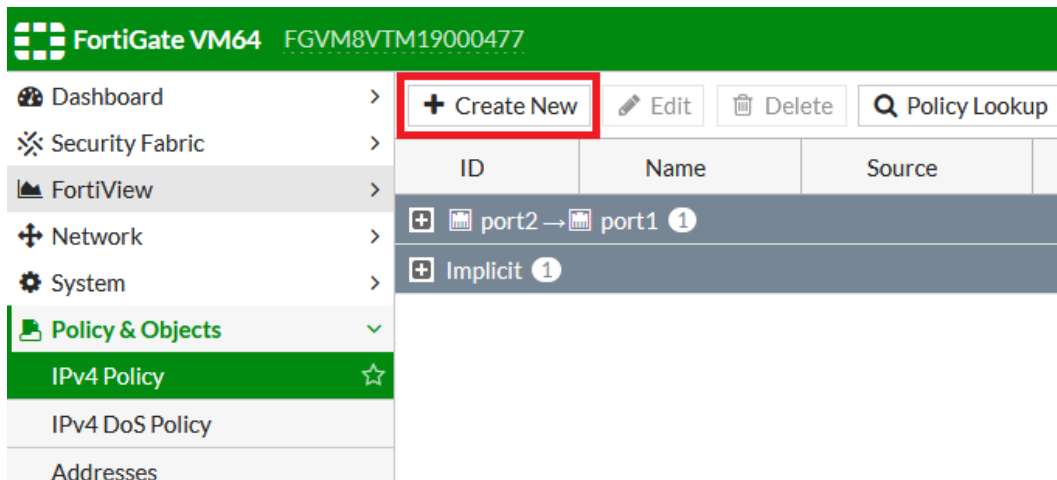 FortiGate VM64 FGVM8VTM19000477
Dashboard
Security Fabric
FortiView
Network
System
Policy & Objects
IPv4 Policy
IPv4 DoS Policy
Addresses
+ Create New Edit Delete Policy Lookup
ID Name Source
port2 → port1 1
Implicit 1